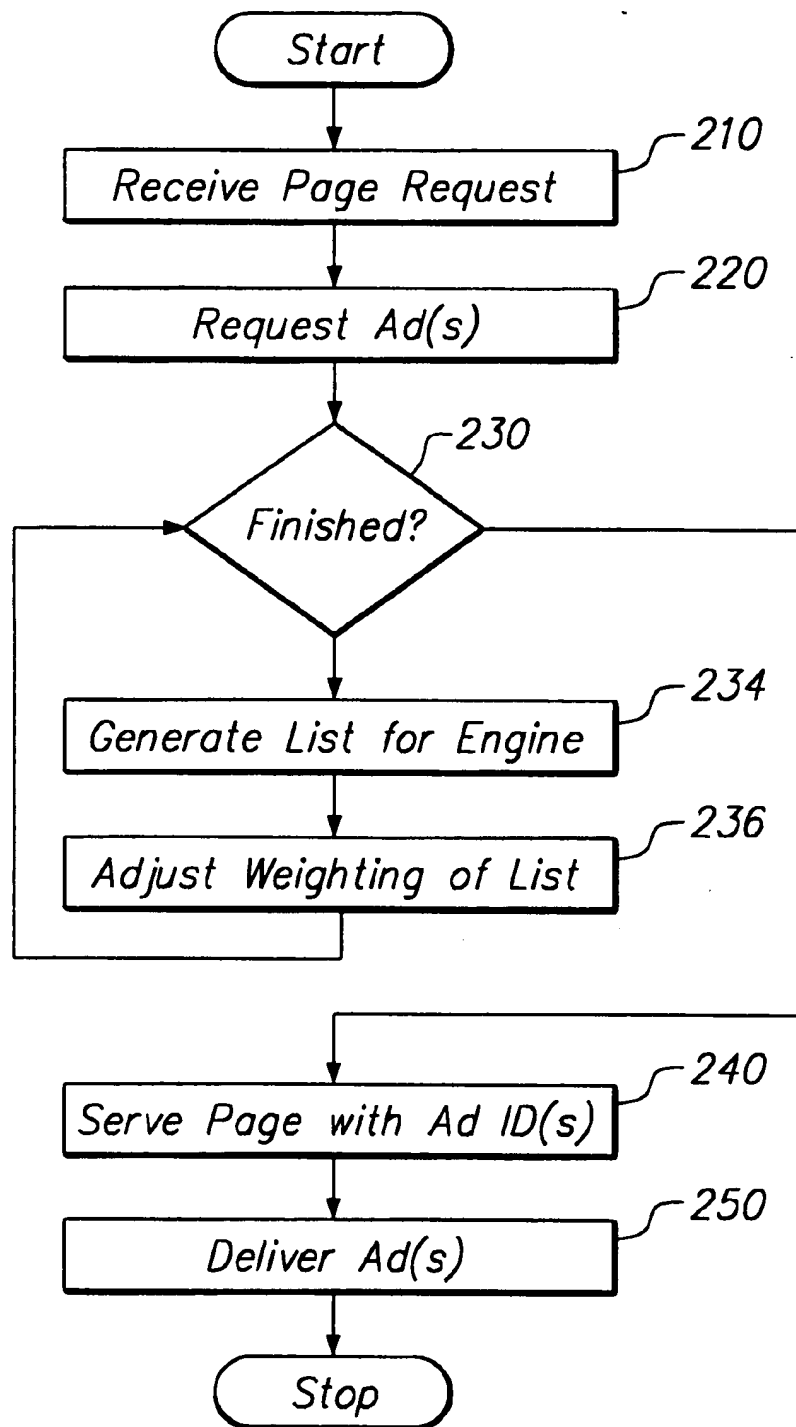 Start
210
Receive Page Request
220
Request Ad(s)
230
Finished?
234
Generate List for Engine
236
Adjust Weighting of List
240
Serve Page with Ad ID(s)
250
Deliver Ad(s)
Stop